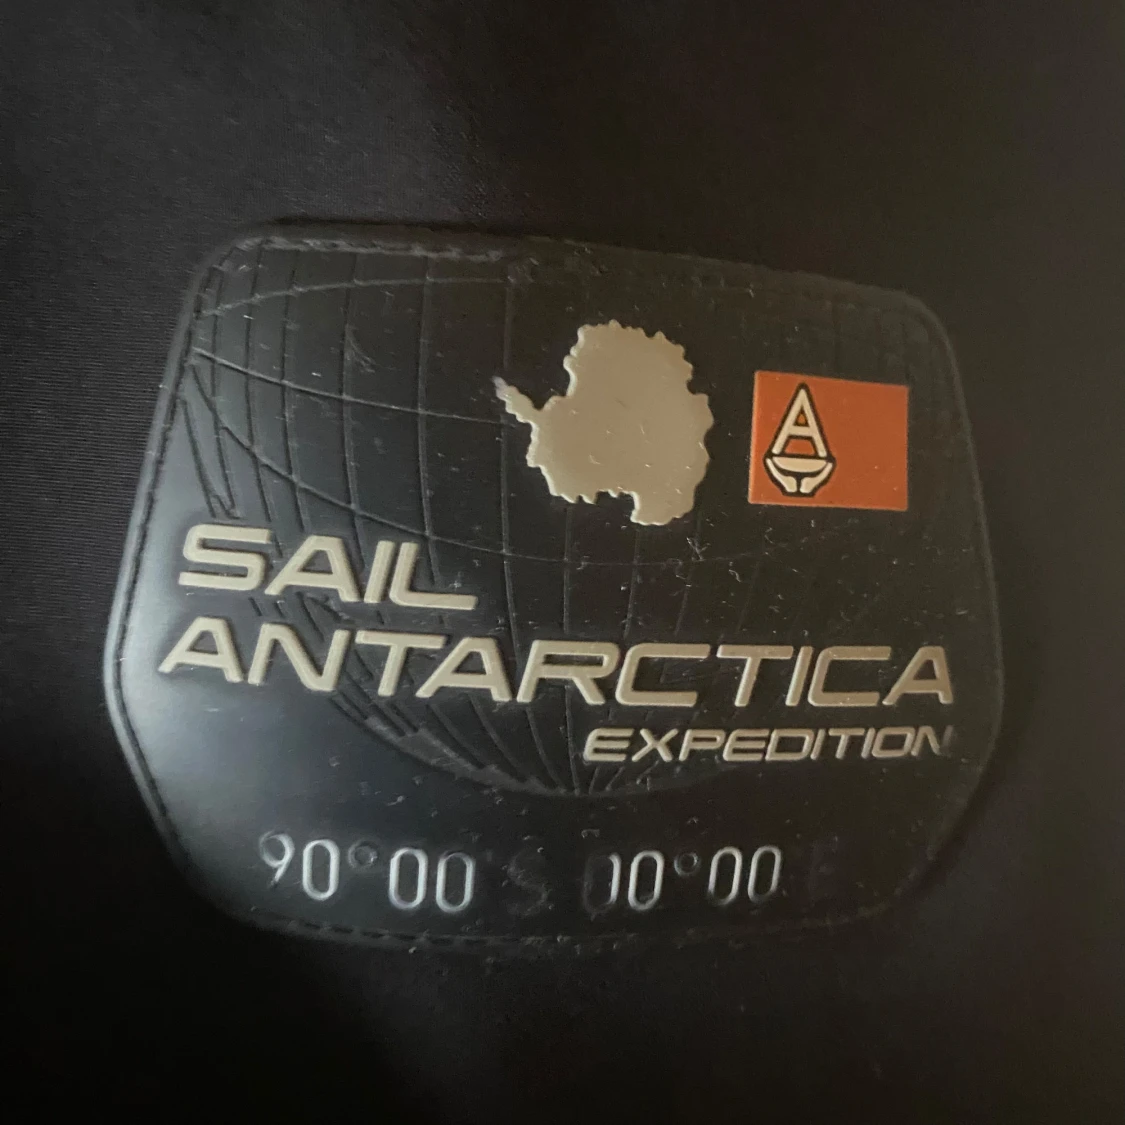 A
SAIL
ANTARCTICA
EXPEDITION
90°00'S 00°00'E